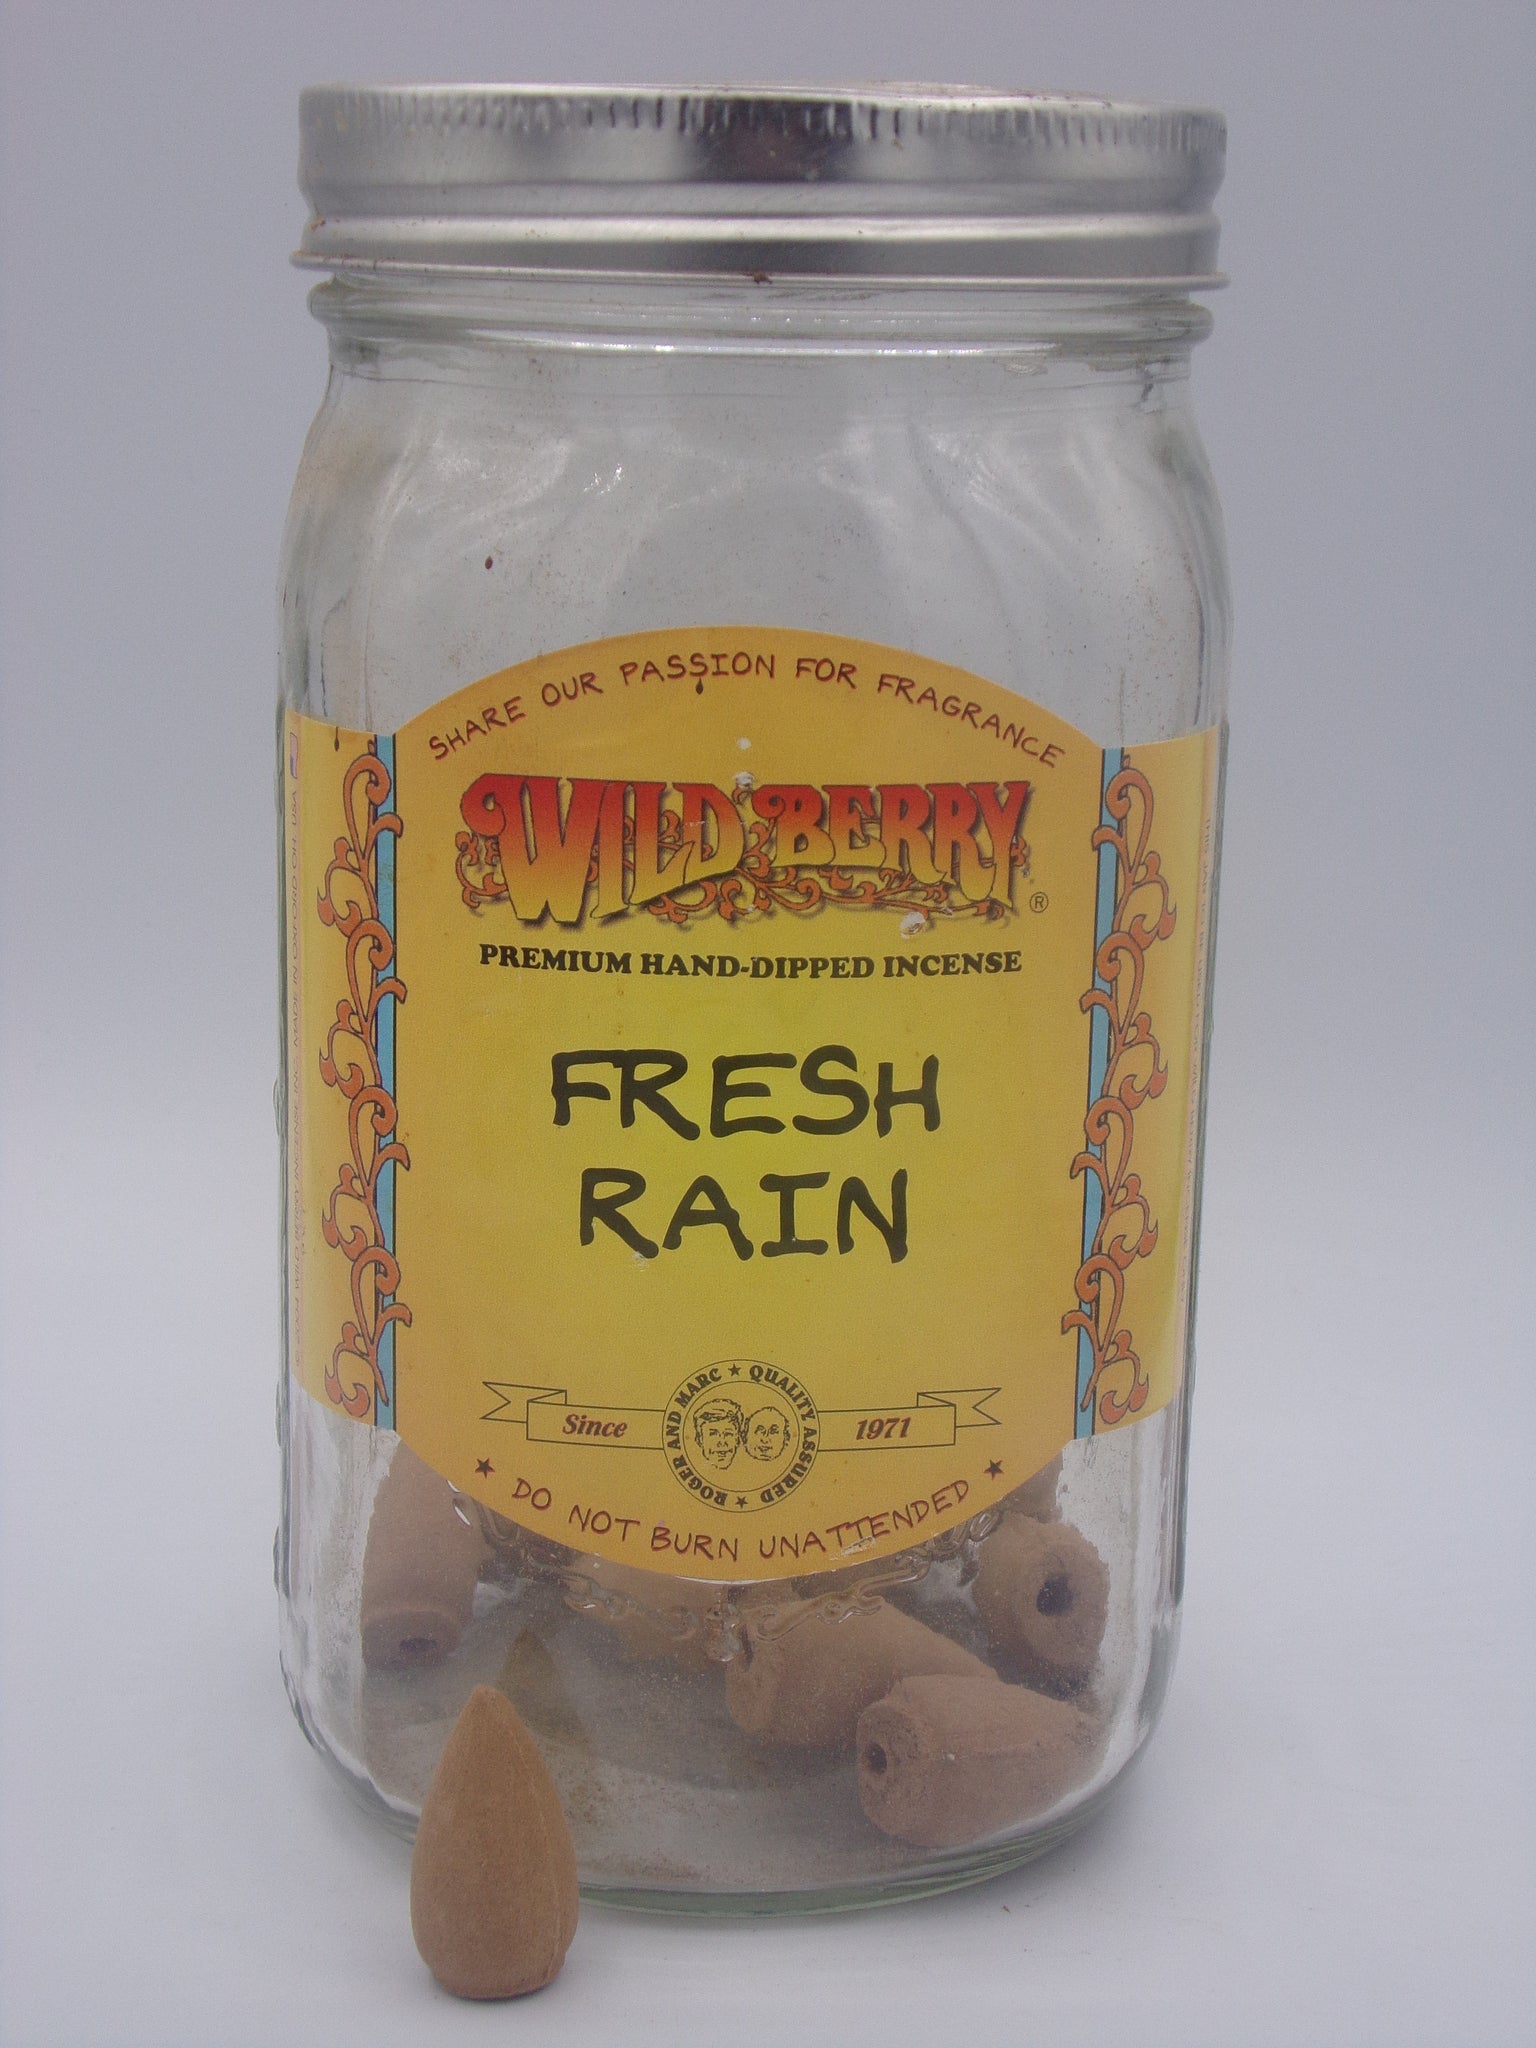 SHARE OUR PASSION FOR FRAGRANCE
WILD BERRY®
PREMIUM HAND-DIPPED INCENSE
FRESH
RAIN
Since
ROGER AND MARC ★ QUALITY ASSURED ★
1971
★ DO NOT BURN UNATTENDED ★